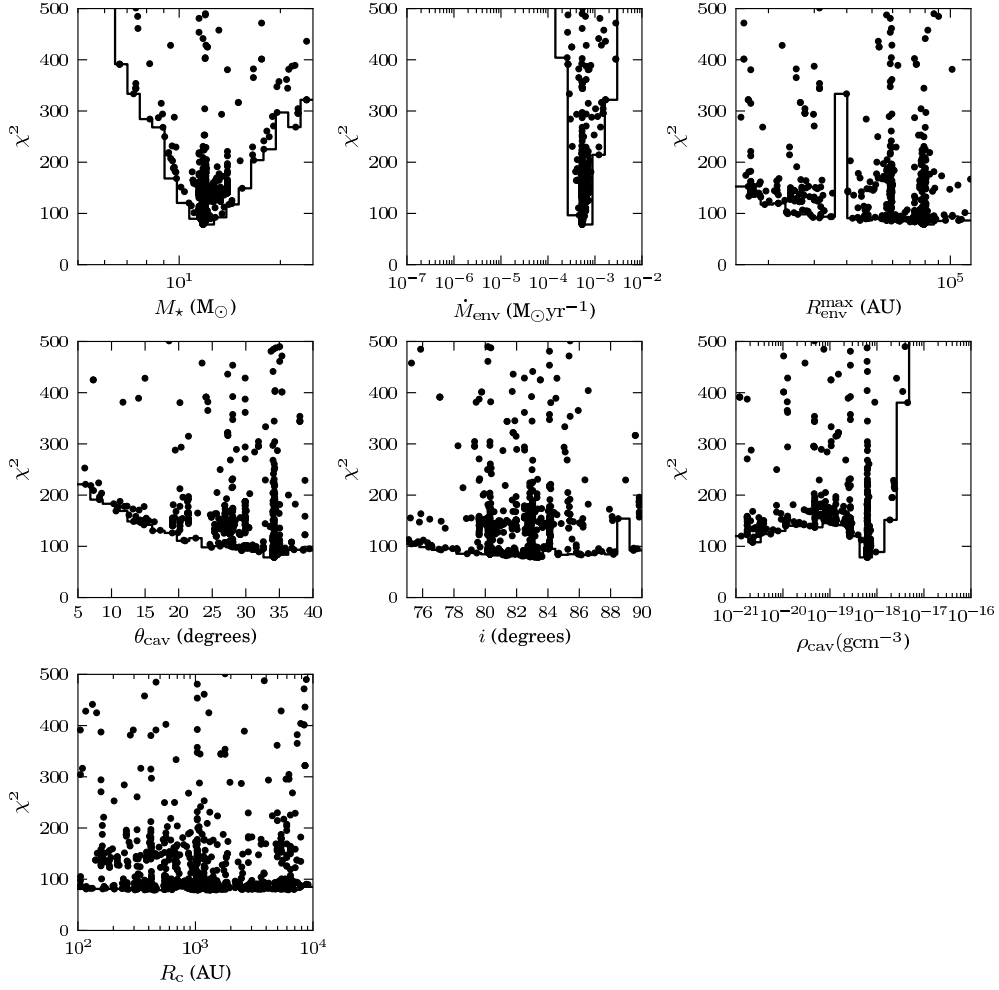 500 500 500
400 400 400
χ² 300 χ² 300 χ² 300
200 200 200
100 100 100
0 0 0
10¹ 10⁻⁷ 10⁻⁶ 10⁻⁵ 10⁻⁴ 10⁻³ 10⁻² 10⁵
M⋆ (M⊙) Ṁenv (M⊙yr⁻¹) Renv^max (AU)
500 500 500
400 400 400
χ² 300 χ² 300 χ² 300
200 200 200
100 100 100
0 0 0
5 10 15 20 25 30 35 40 76 78 80 82 84 86 88 90 10⁻²¹ 10⁻²⁰ 10⁻¹⁹ 10⁻¹⁸ 10⁻¹⁷ 10⁻¹⁶
θcav (degrees) i (degrees) ρcav(gcm⁻³)
500
400
χ² 300
200
100
0
10² 10³ 10⁴
Rc (AU)